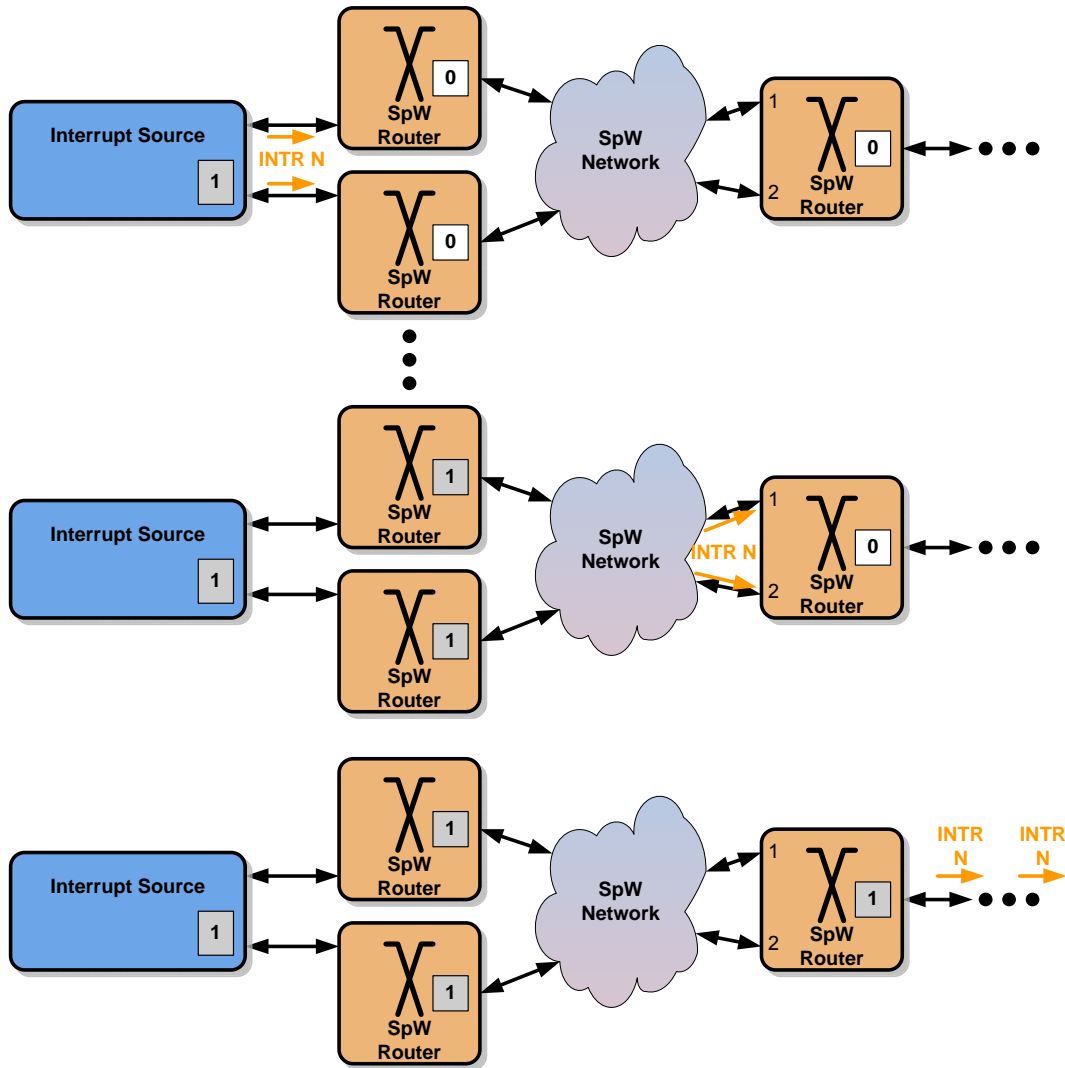 SpW
Router
0
Interrupt Source
1
INTR N
SpW
Router
0
SpW
Network
1
2
SpW
Router
0
SpW
Router
1
Interrupt Source
1
SpW
Router
1
SpW
Network
INTR N
1
2
SpW
Router
0
SpW
Router
1
Interrupt Source
1
SpW
Router
1
SpW
Network
1
2
SpW
Router
1
INTR
N
INTR
N